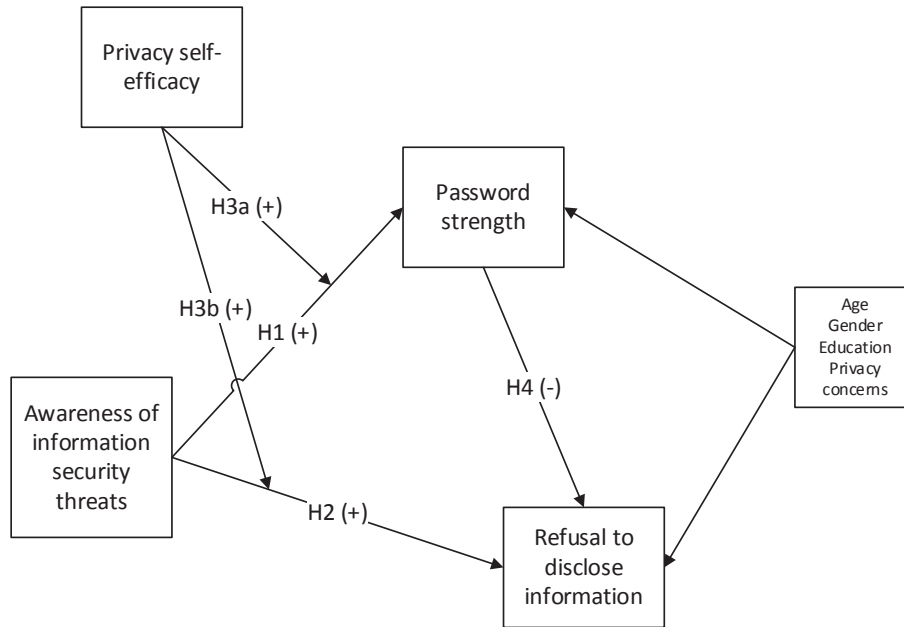 Privacy self-
efficacy
H3a (+)
Password
strength
H3b (+)
H1 (+)
Age
Gender
Education
Privacy
concerns
Awareness of
information
security
threats
H4 (-)
H2 (+)
Refusal to
disclose
information